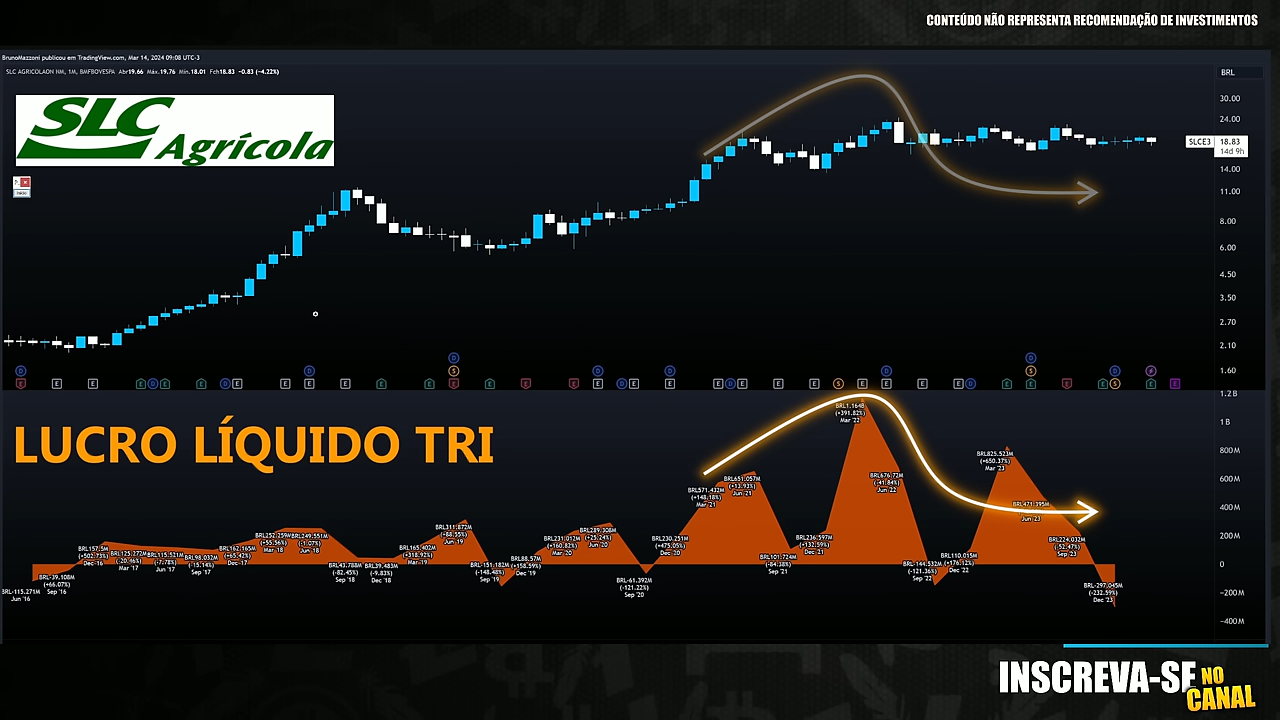 CONTEÚDO NÃO REPRESENTA RECOMENDAÇÃO DE INVESTIMENTOS
BrunoMazzoni publicou em TradingView.com, Mar 14, 2024 09:08 UTC-3
SLC AGRICOLAON NM, 1M, BMFBOVESPA Abr19.66 Máx.19.76 Mín.18.01 Fch18.83 -0.83 (-4.22%)
BRL
SLC
Agrícola
30.00
24.00
SLCE3 18.83
14d 9h
14.00
11.00
8.00
6.00
4.50
3.50
2.70
2.10
1.60
LUCRO LÍQUIDO TRI
1.2 B
1 B
800 M
600 M
400 M
200 M
0
−200 M
−400 M
BRL-115.271M
Jun '16
BRL-39.108M
(+66.07%)
Sep '16
BRL157.5M
(+502.73%)
Dec '16
BRL125.272M
(-20.46%)
Mar '17
BRL115.521M
(-7.78%)
Jun '17
BRL98.032M
(-15.14%)
Sep '17
BRL162.165M
(+65.42%)
Dec '17
BRL252.259M
(+55.56%)
Mar '18
BRL249.551M
(-1.07%)
Jun '18
BRL43.788M
(-82.45%)
Sep '18
BRL39.483M
(-9.83%)
Dec '18
BRL165.402M
(+318.92%)
Mar '19
BRL311.872M
(+88.55%)
Jun '19
BRL-151.182M
(-148.48%)
Sep '19
BRL88.57M
(+158.59%)
Dec '19
BRL231.012M
(+160.82%)
Mar '20
BRL289.308M
(+25.24%)
Jun '20
BRL-61.392M
(-121.22%)
Sep '20
BRL230.251M
(+475.05%)
Dec '20
BRL571.432M
(+148.18%)
Mar '21
BRL651.057M
(+13.93%)
Jun '21
BRL101.724M
(-84.38%)
Sep '21
BRL236.597M
(+132.59%)
Dec '21
BRL1.164B
(+391.82%)
Mar '22
BRL676.72M
(-41.84%)
Jun '22
BRL-144.532M
(-121.36%)
Sep '22
BRL110.015M
(+176.12%)
Dec '22
BRL825.523M
(+650.37%)
Mar '23
BRL471.395M
Jun '23
BRL224.032M
(-52.47%)
Sep '23
BRL-297.045M
(-232.59%)
Dec '23
INSCREVA-SE NO
CANAL